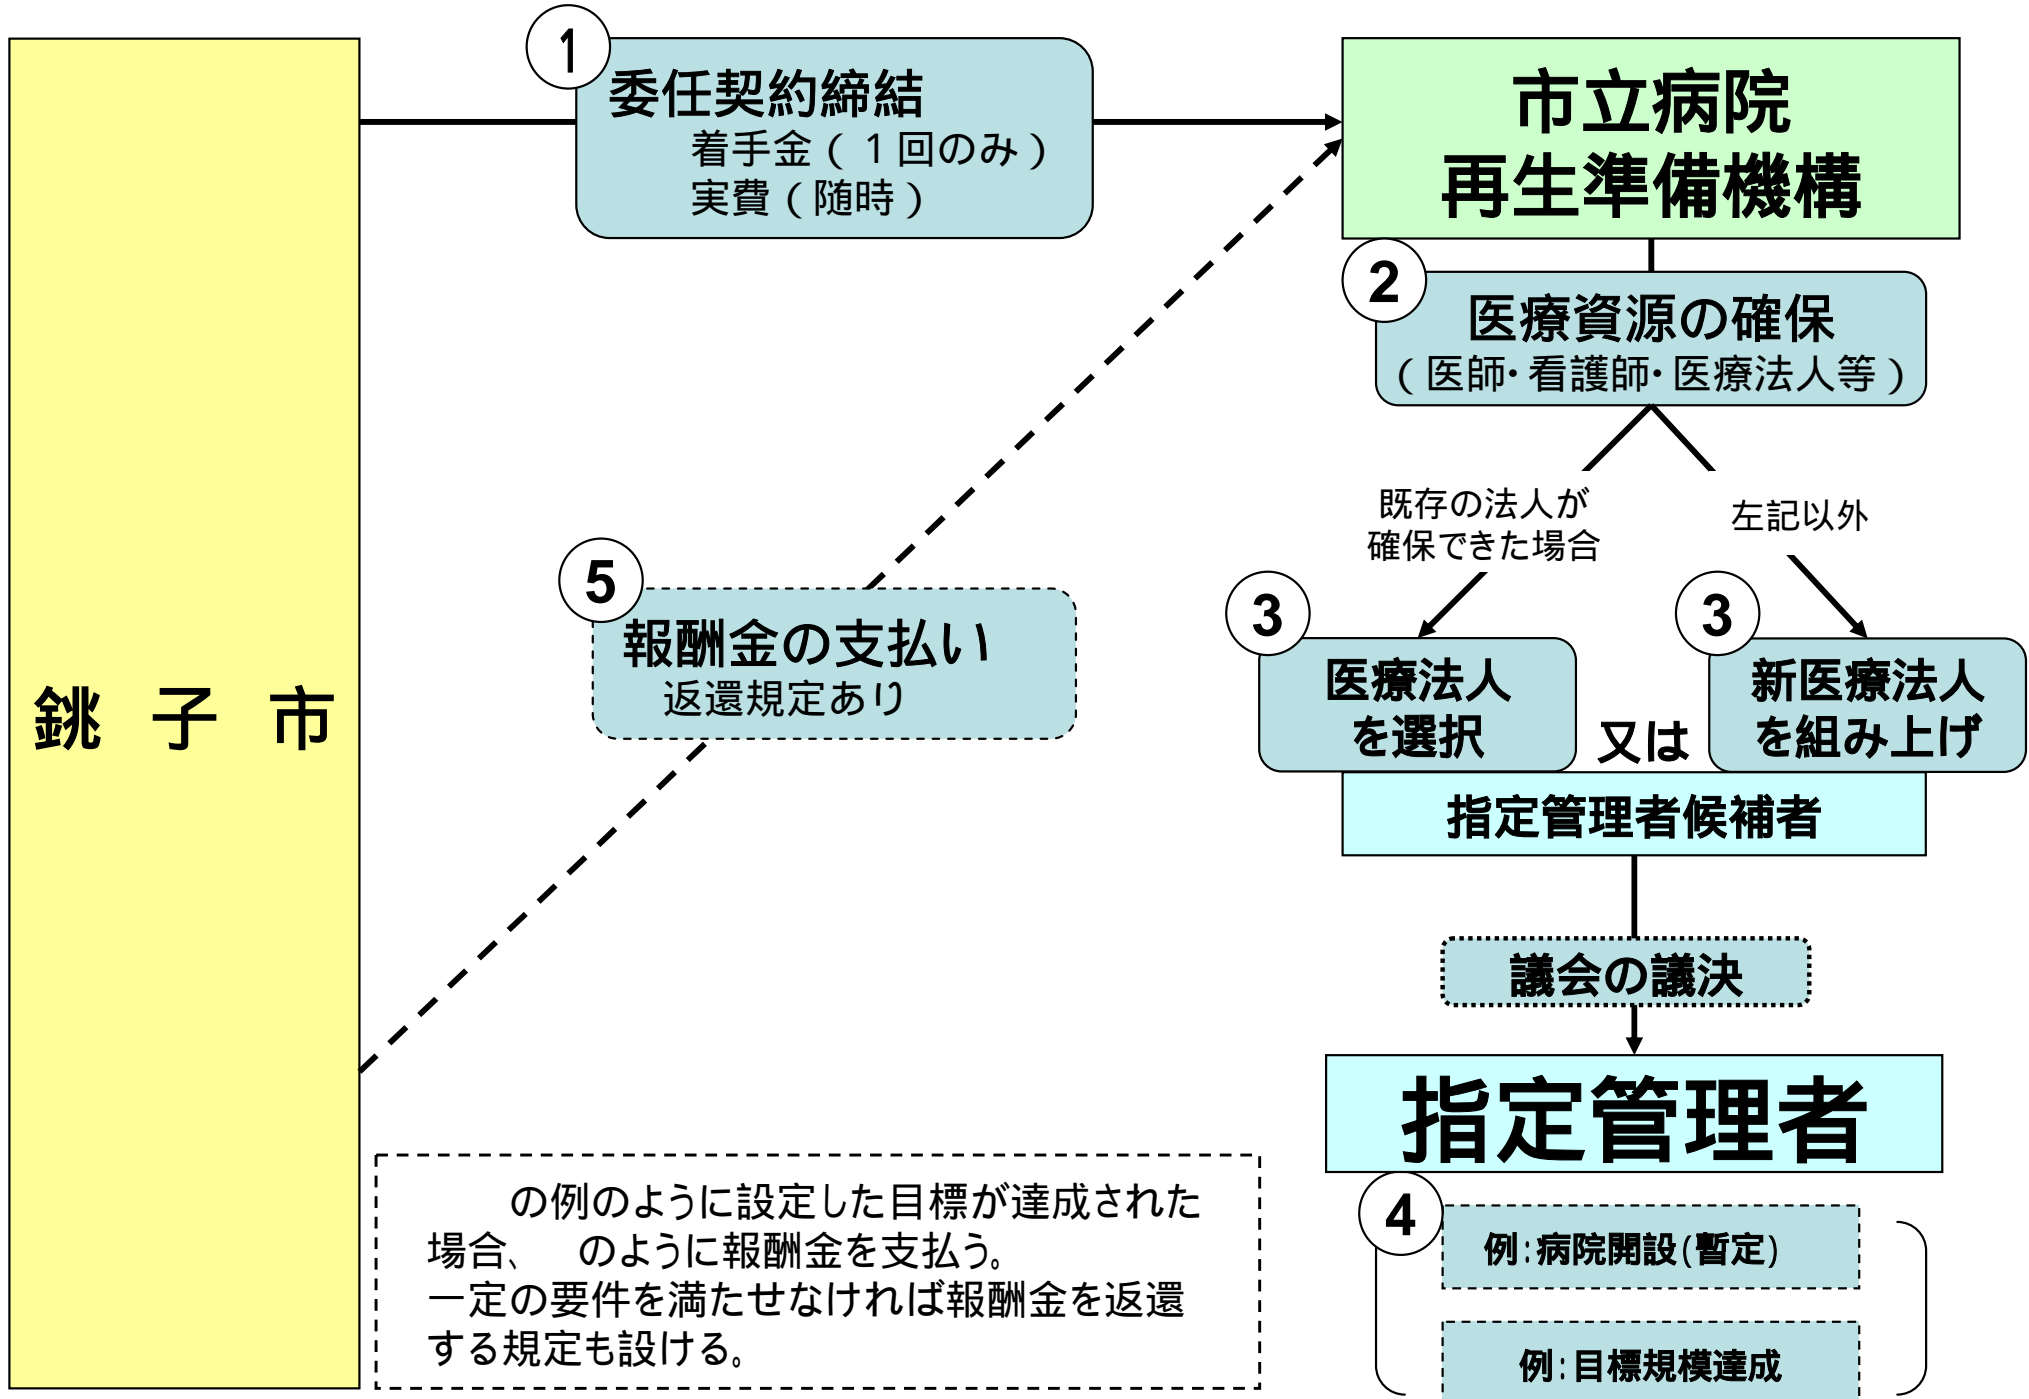 銚 子 市
1
委任契約締結
着手金（１回のみ）
実費（随時）
市立病院
再生準備機構
2
医療資源の確保
（医師・看護師・医療法人等）
既存の法人が
確保できた場合
左記以外
3
医療法人
を選択
又は
3
新医療法人
を組み上げ
指定管理者候補者
議会の議決
指定管理者
4
例：病院開設（暫定）
例：目標規模達成
5
報酬金の支払い
返還規定あり
の例のように設定した目標が達成された
場合、　のように報酬金を支払う。
一定の要件を満たせなければ報酬金を返還
する規定も設ける。